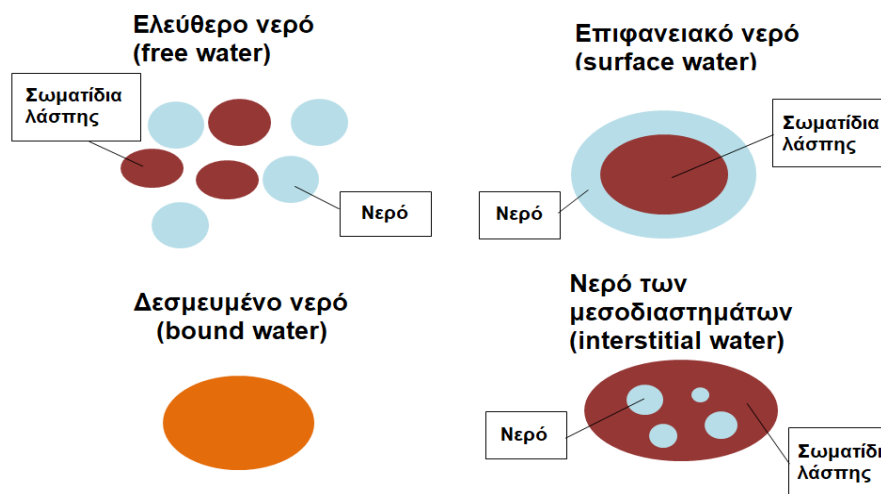 Ελεύθερο νερό
(free water)
Σωματίδια
λάσπης
Νερό
Επιφανειακό νερό
(surface water)
Σωματίδια
λάσπης
Νερό
Δεσμευμένο νερό
(bound water)
Νερό των
μεσοδιαστημάτων
(interstitial water)
Νερό
Σωματίδι
λάσπης